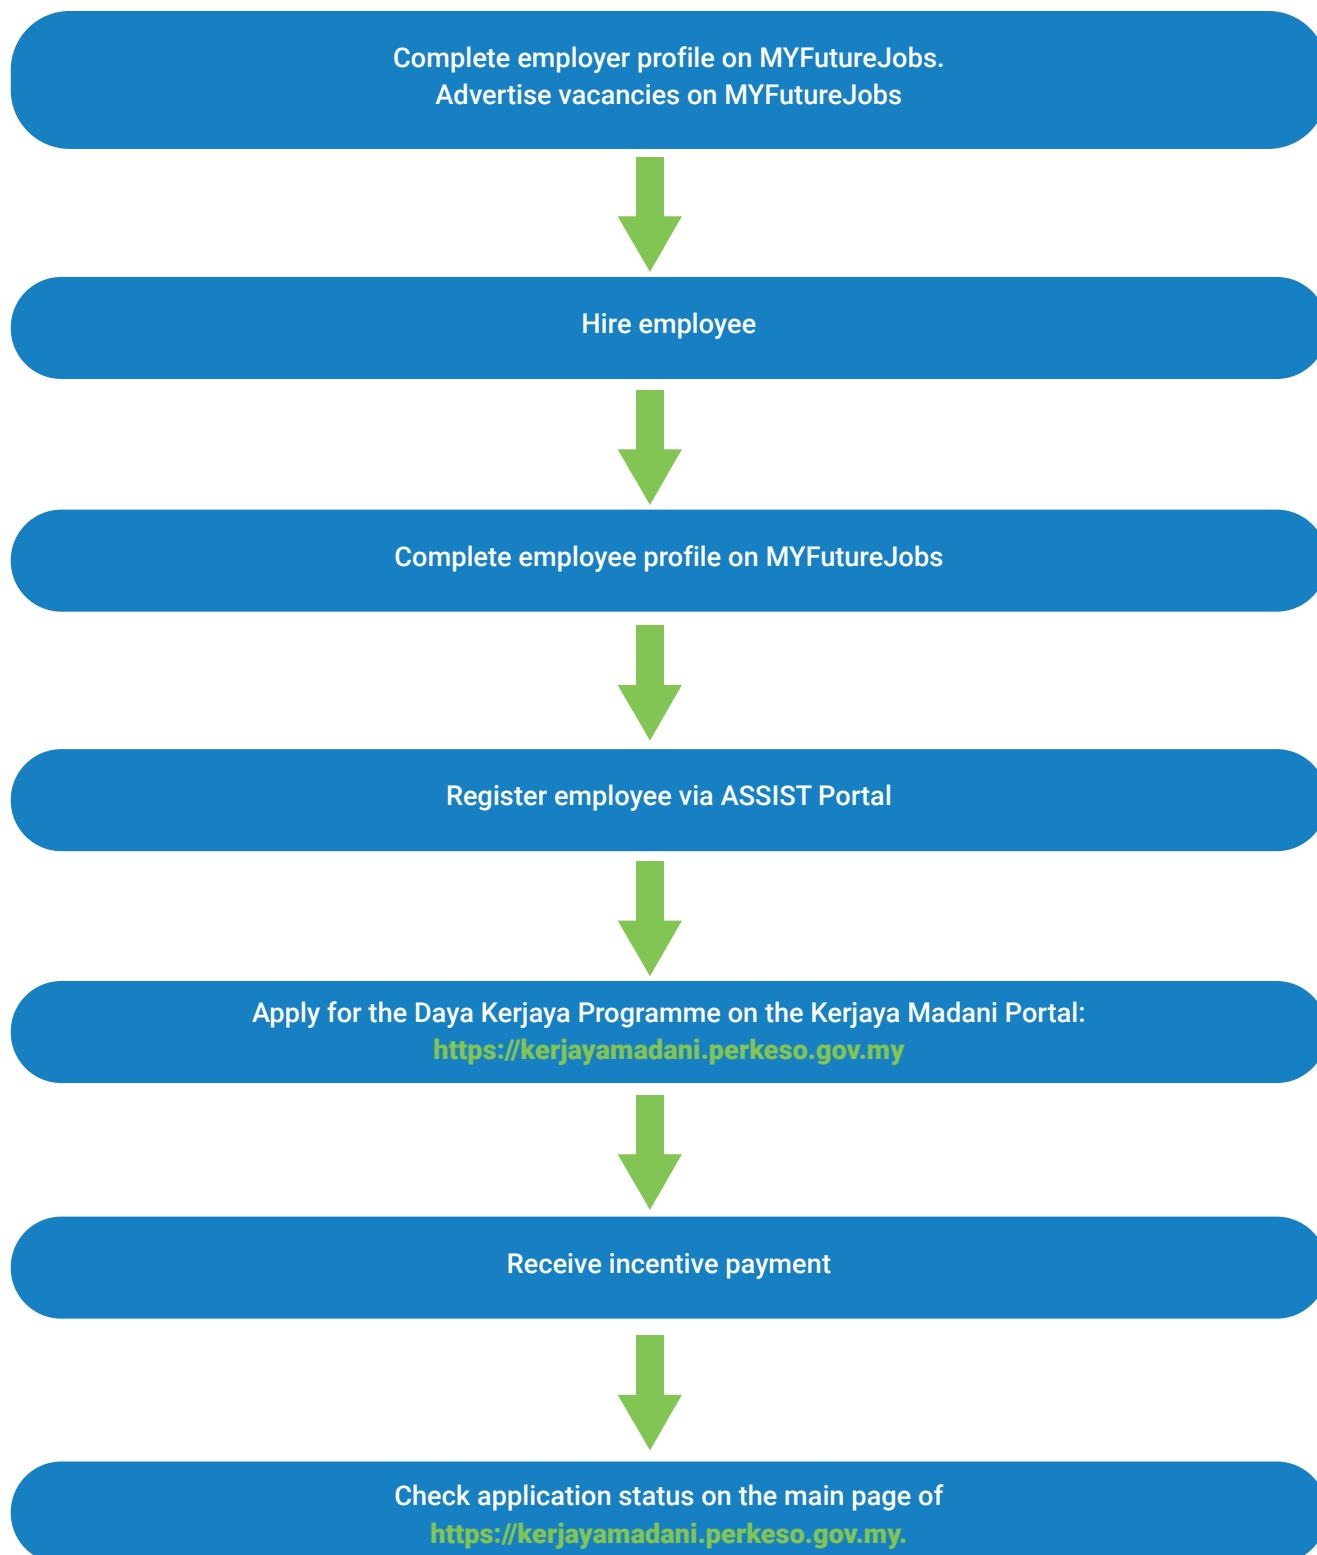 Complete employer profile on MYFutureJobs.
Advertise vacancies on MYFutureJobs
Hire employee
Complete employee profile on MYFutureJobs
Register employee via ASSIST Portal
Apply for the Daya Kerjaya Programme on the Kerjaya Madani Portal:
https://kerjayamadani.perkeso.gov.my
Receive incentive payment
Check application status on the main page of
https://kerjayamadani.perkeso.gov.my.